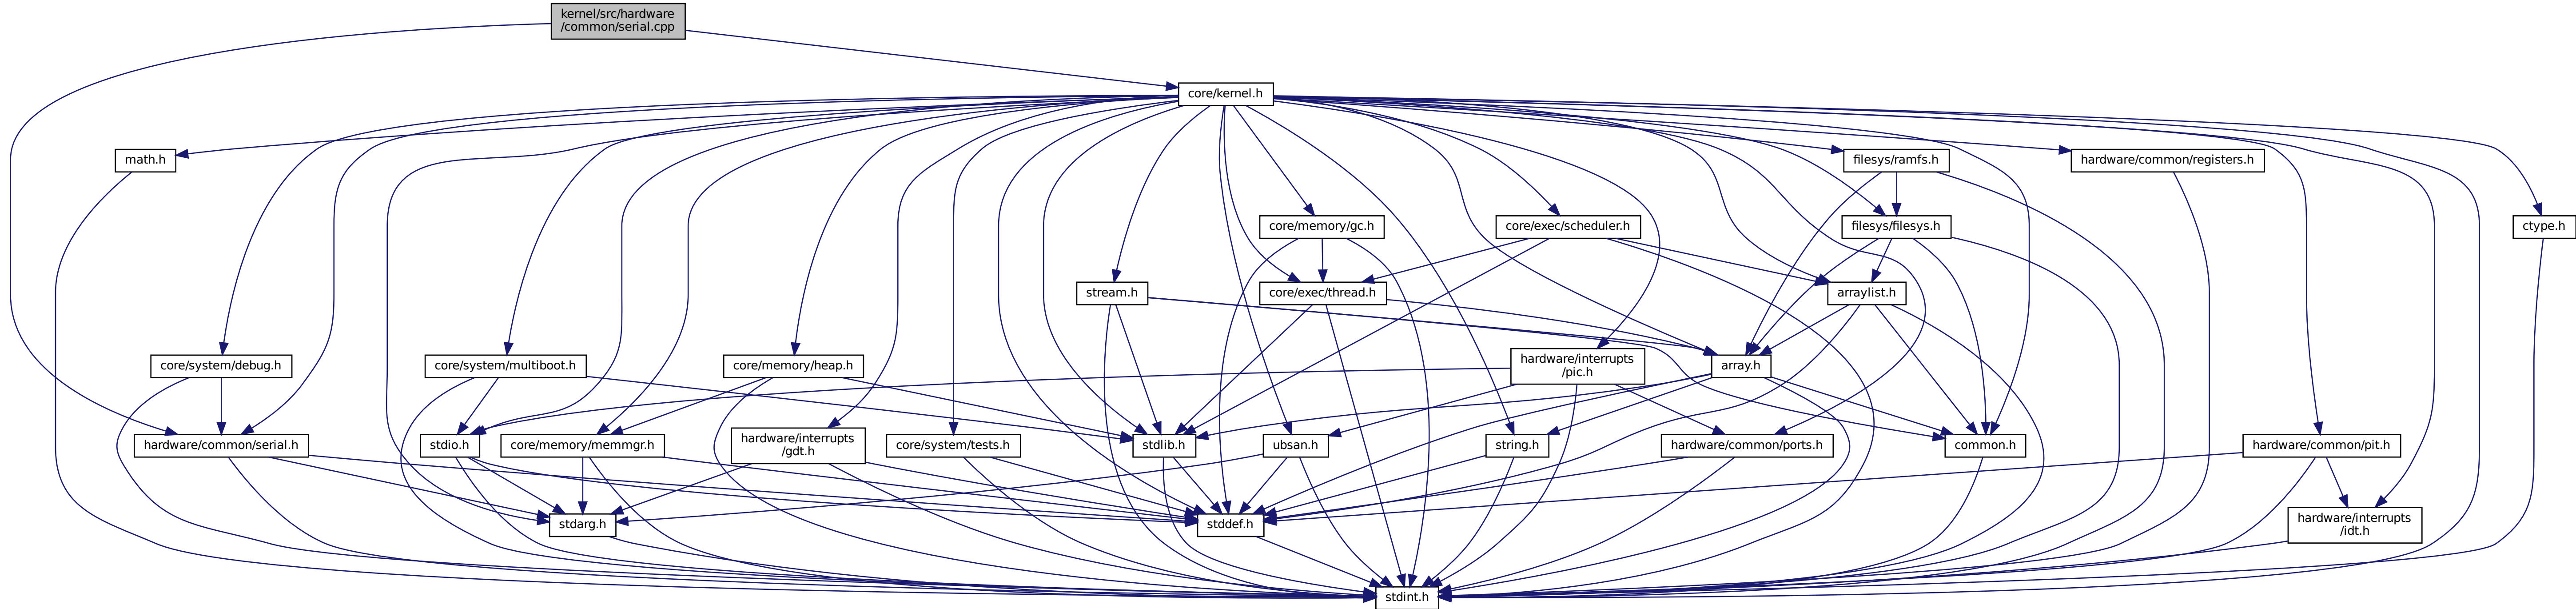 kernel/src/hardware
/common/serial.cpp
core/kernel.h
math.h
filesys/ramfs.h
hardware/common/registers.h
core/memory/gc.h
core/exec/scheduler.h
filesys/filesys.h
ctype.h
stream.h
core/exec/thread.h
arraylist.h
core/system/debug.h
core/system/multiboot.h
core/memory/heap.h
hardware/interrupts
/pic.h
array.h
hardware/common/serial.h
stdio.h
core/memory/memmgr.h
hardware/interrupts
/gdt.h
core/system/tests.h
stdlib.h
ubsan.h
string.h
hardware/common/ports.h
common.h
hardware/common/pit.h
stdarg.h
stddef.h
hardware/interrupts
/idt.h
stdint.h